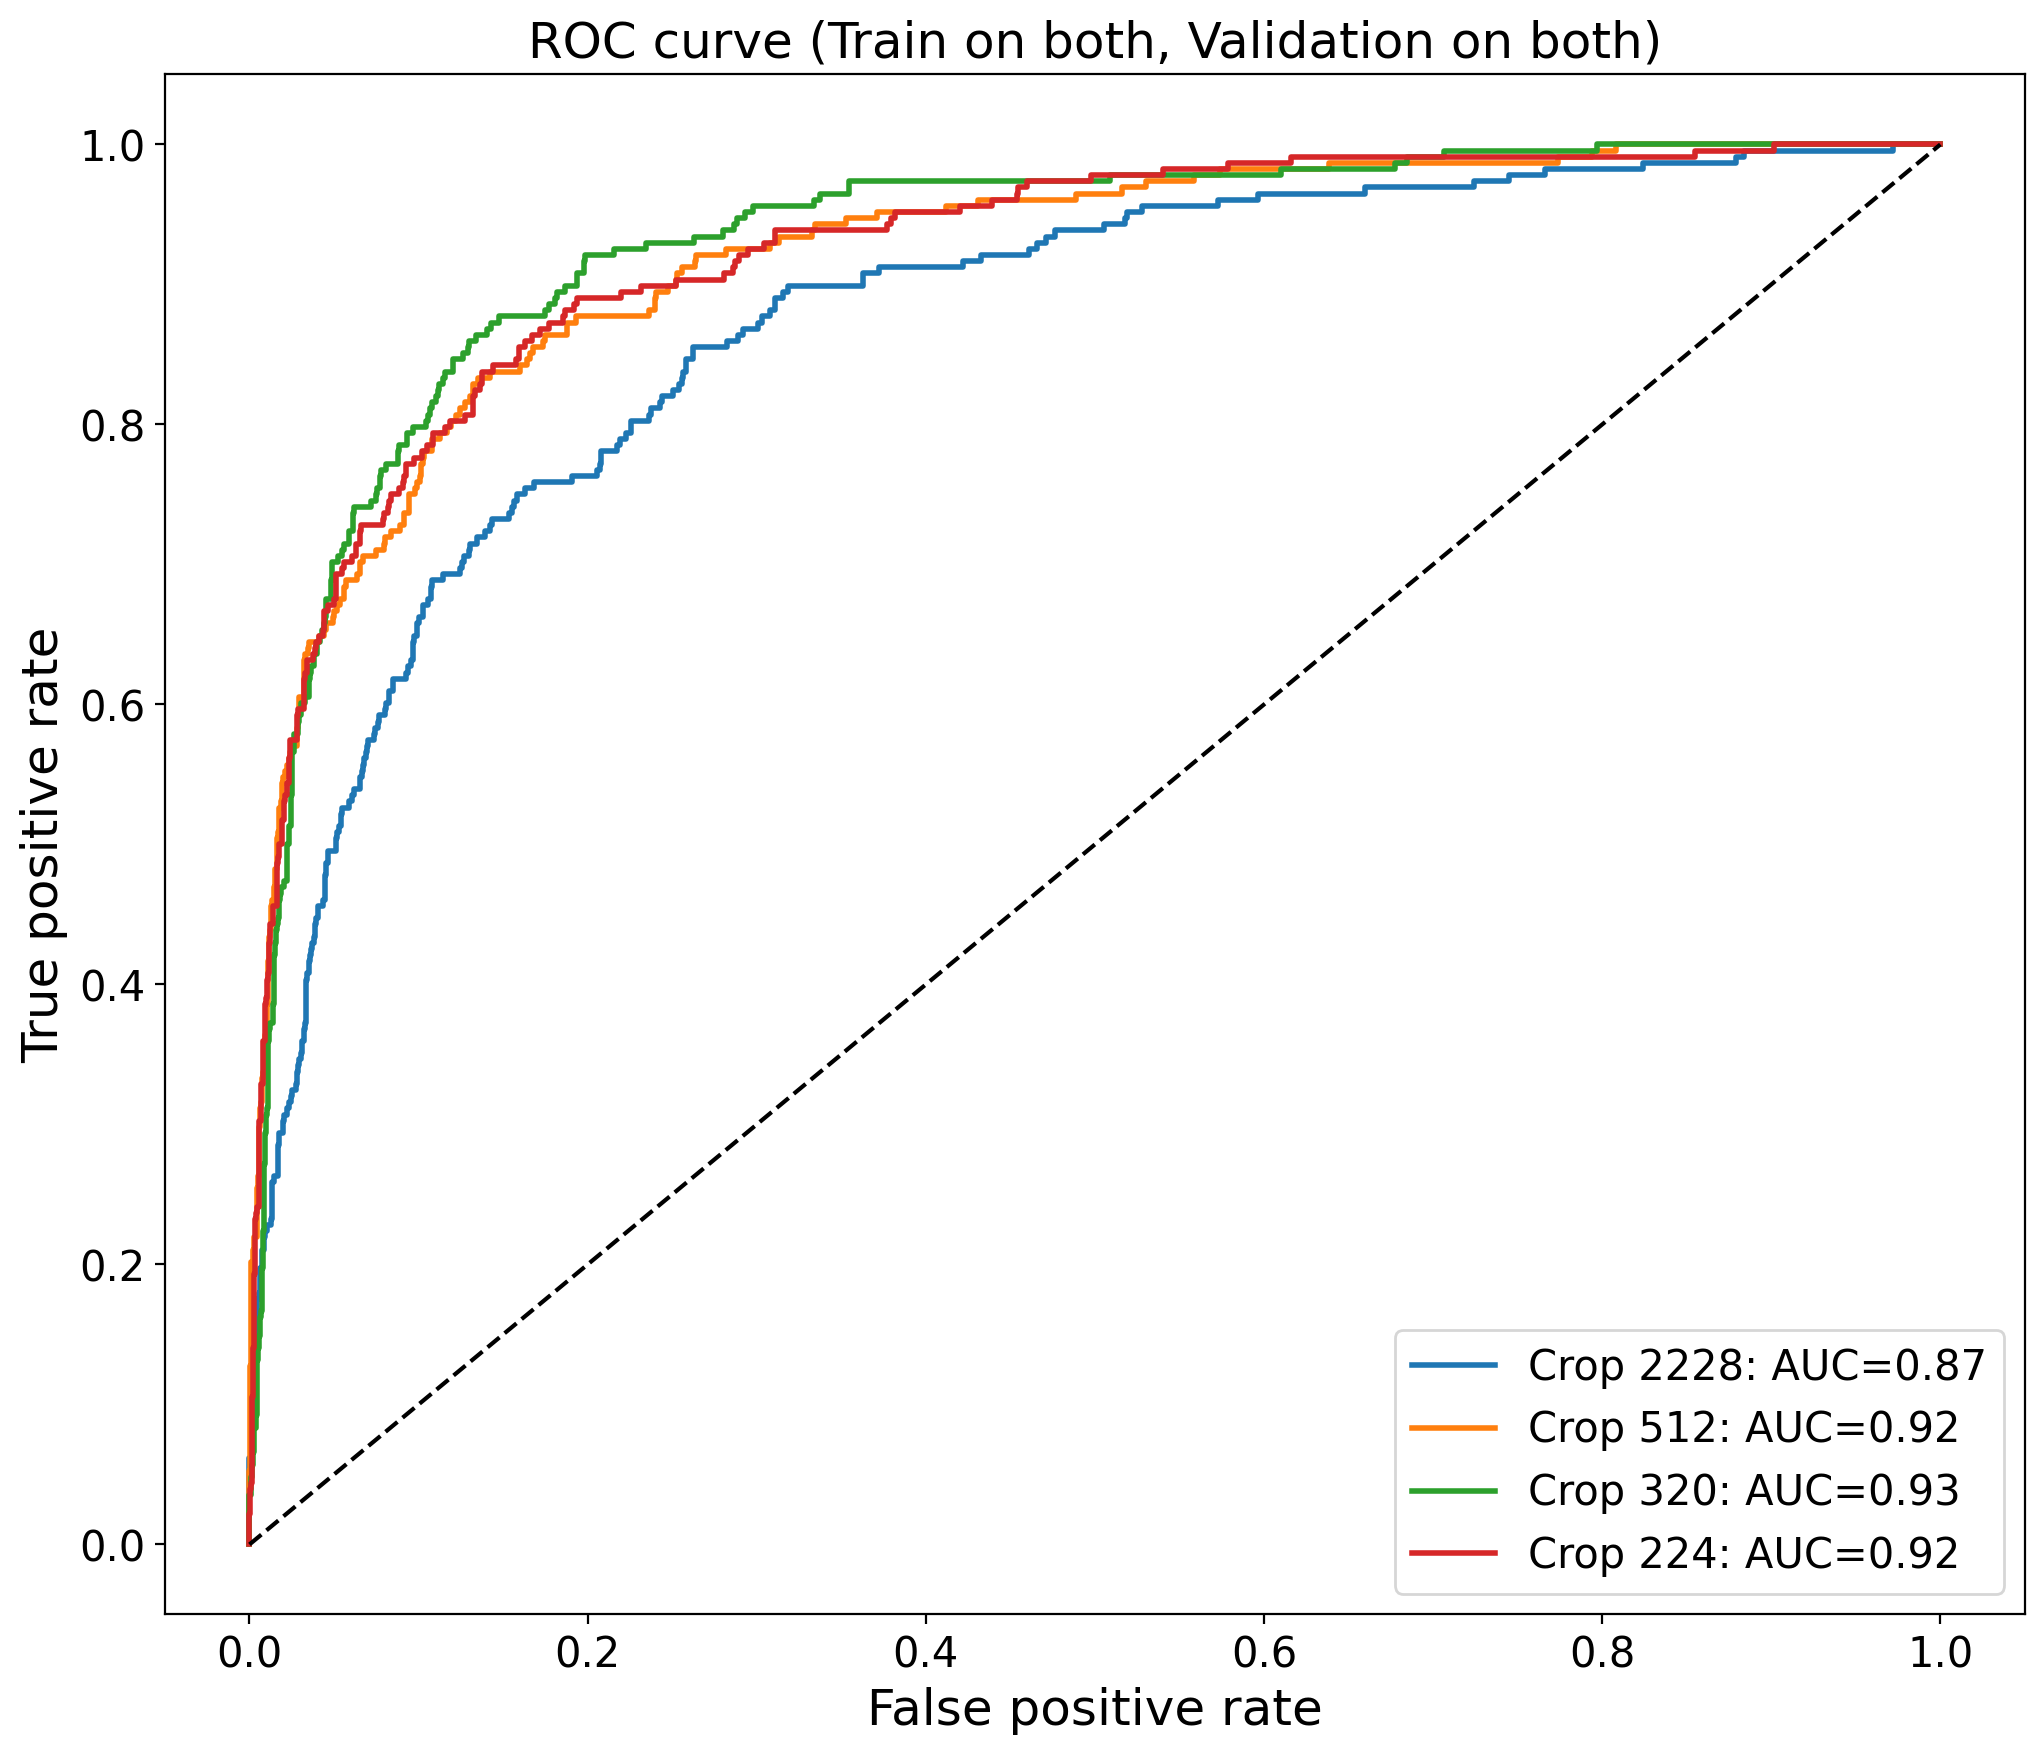 ROC curve (Train on both, Validation on both)
True positive rate
1.0
0.8
0.6
0.4
0.2
0.0
0.0 0.2 0.4 0.6 0.8 1.0
False positive rate
Crop 2228: AUC=0.87
Crop 512: AUC=0.92
Crop 320: AUC=0.93
Crop 224: AUC=0.92